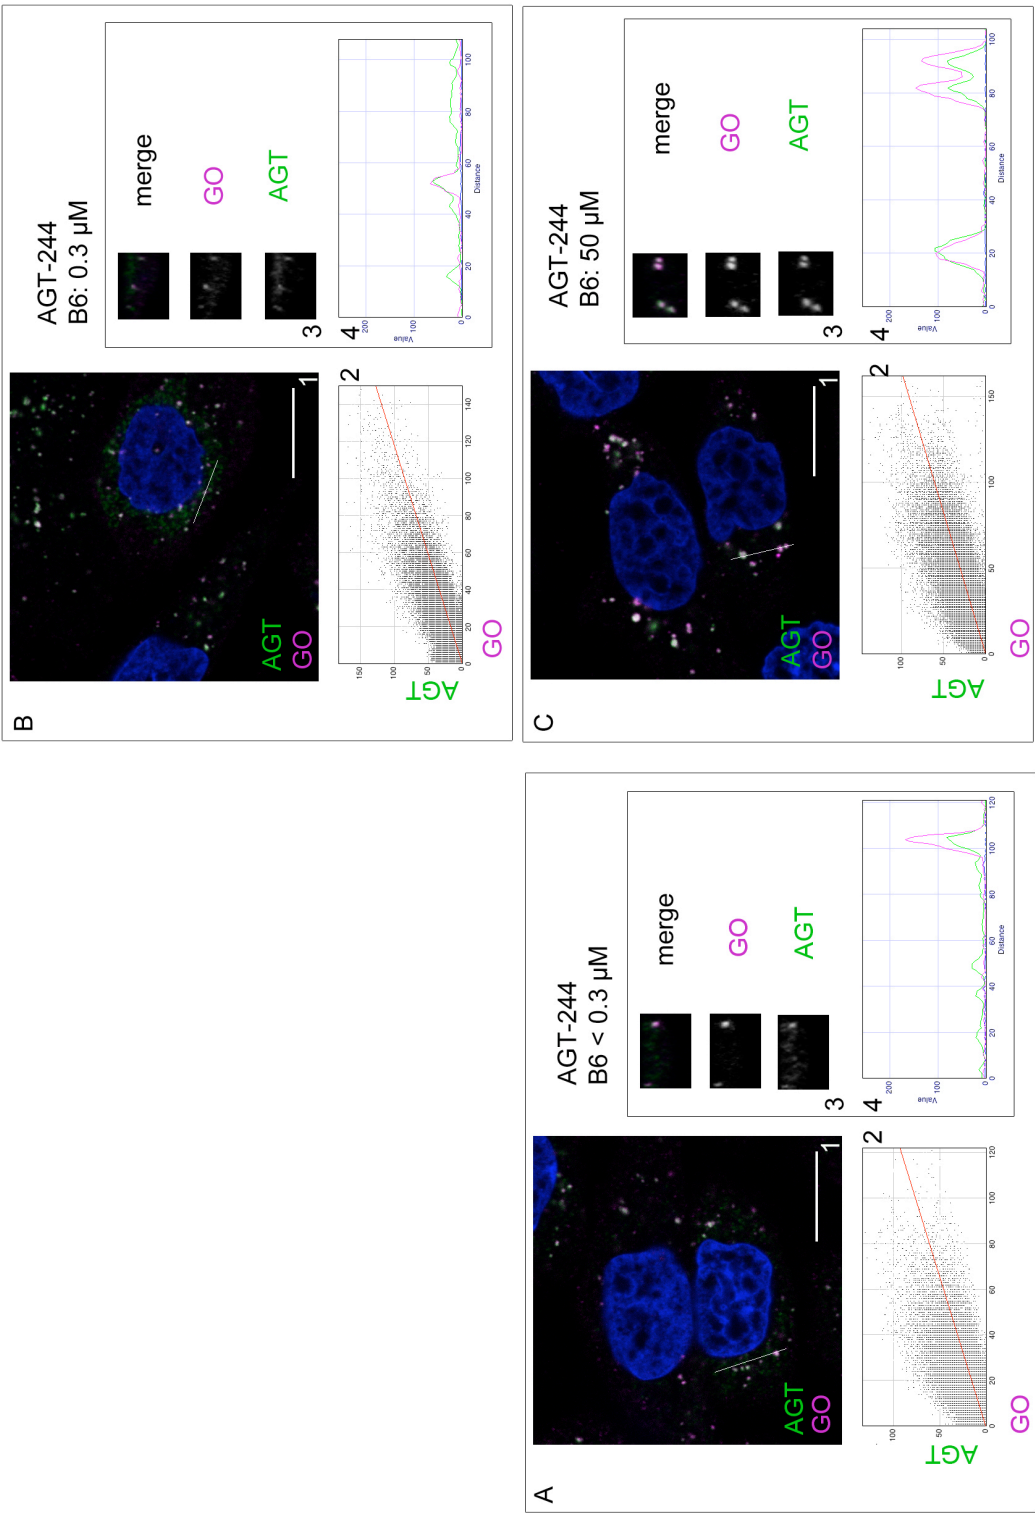 A
AGT-244
B6 < 0.3 µM
AGT
GO
1
merge
GO
AGT
3
2
AGT
100
50
0
0
20
40
60
80
100
120
GO
4
Value
200
100
0
0
20
40
60
80
100
120
Distance
B
AGT-244
B6: 0.3 µM
AGT
GO
1
merge
GO
AGT
3
2
AGT
150
100
50
0
0
20
40
60
80
100
120
140
GO
4
Value
200
100
0
0
20
40
60
80
100
Distance
C
AGT-244
B6: 50 µM
AGT
GO
1
merge
GO
AGT
3
2
AGT
100
50
0
0
50
100
150
GO
4
Value
200
100
0
0
20
40
60
80
100
Distance